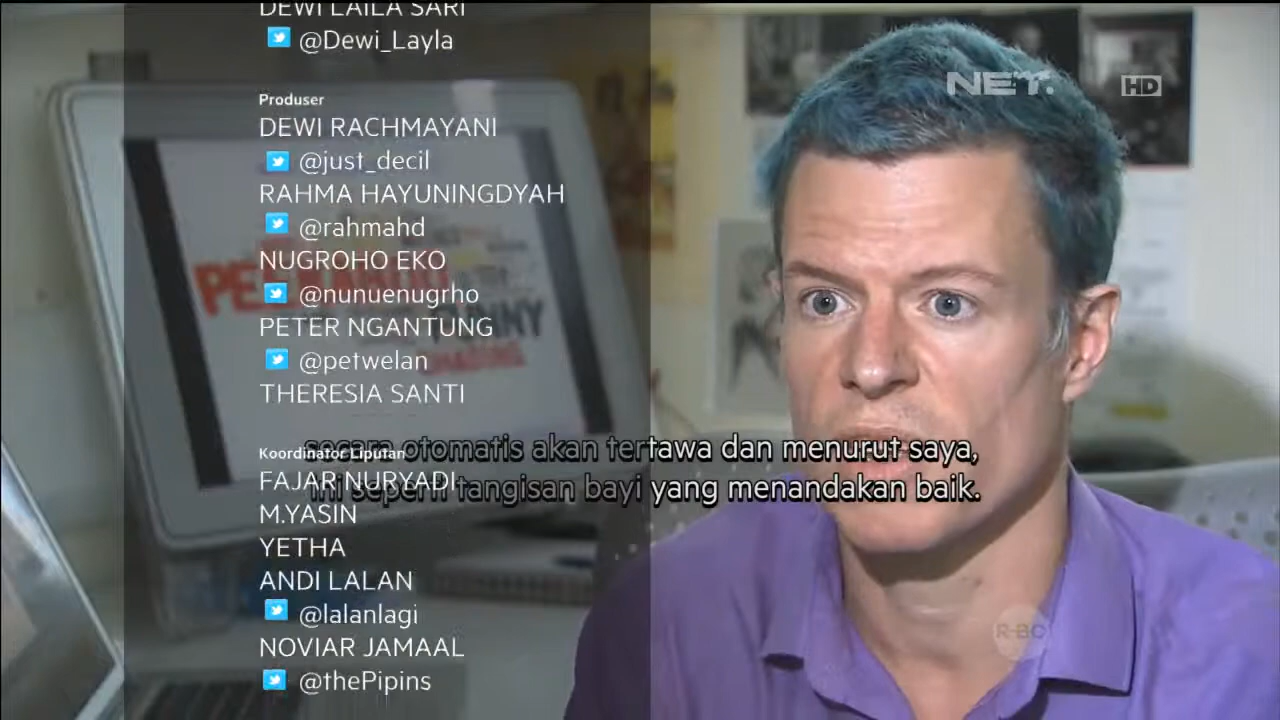 DEWI LAILA SARI
@Dewi_Layla
NET.
HD
Produser
DEWI RACHMAYANI
@just_decil
RAHMA HAYUNINGDYAH
@rahmahd
NUGROHO EKO
@nunuenugrho
PETER NGANTUNG
@petwelan
THERESIA SANTI
Koordinator Liputan
FAJAR NURYADI
M.YASIN
YETHA
ANDI LALAN
@lalanlagi
NOVIAR JAMAAL
@thePipins
secara otomatis akan tertawa dan menurut saya,
ini seperti tangisan bayi yang menandakan baik.
R-BO